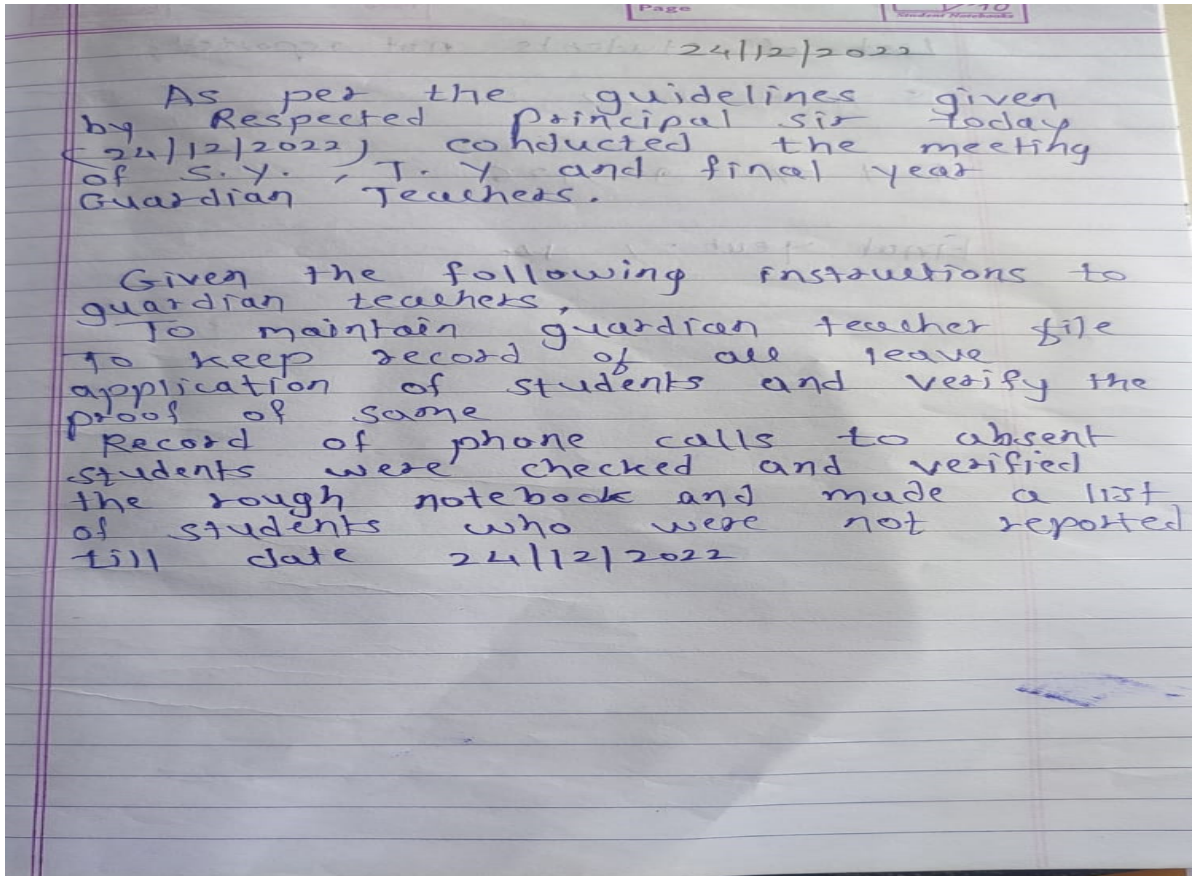 Page
Student Notebooks
24/12/2022
As per the guidelines given
by Respected Principal sir today
(24/12/2022) conducted the meeting
of S.Y., T.Y and final year
Guardian Teachers.
Given the following instructions to
guardian teachers,
To maintain guardian teacher file
To keep record of all leave
application of students and verify the
proof of same
Record of phone calls to absent
students were checked and verified
the rough notebook and made a list
of students who were not reported
till date 24/12/2022